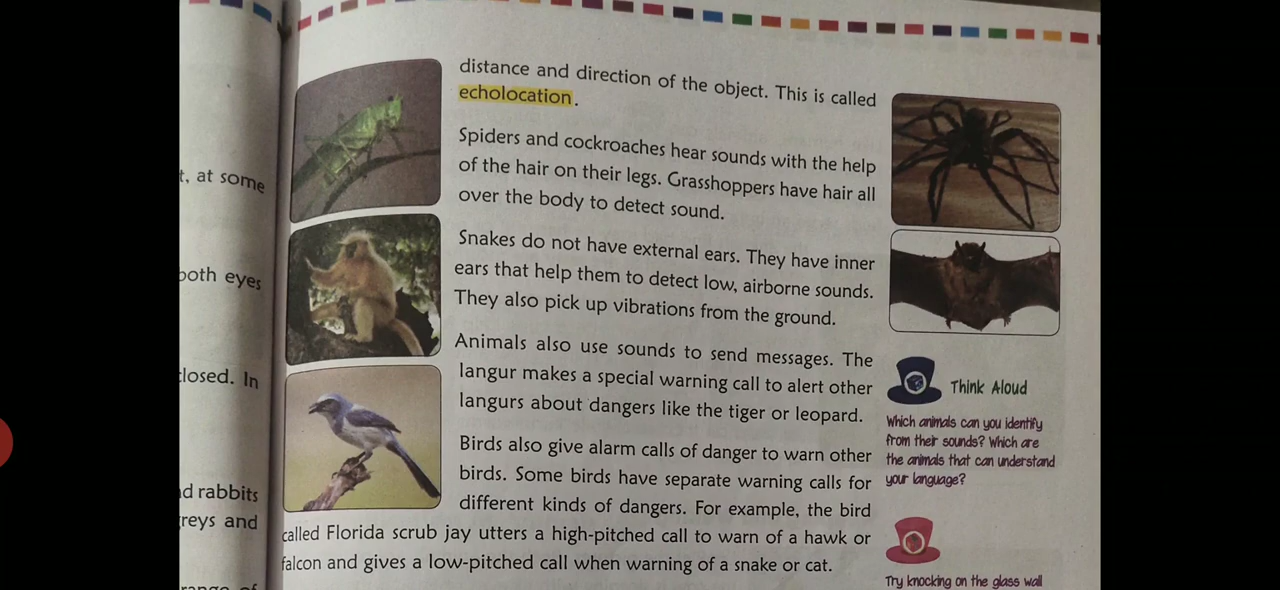 t, at some
both eyes
closed. In
nd rabbits
greys and
range of
distance and direction of the object. This is called
echolocation.
Spiders and cockroaches hear sounds with the help
of the hair on their legs. Grasshoppers have hair all
over the body to detect sound.
Snakes do not have external ears. They have inner
ears that help them to detect low, airborne sounds.
They also pick up vibrations from the ground.
Animals also use sounds to send messages. The
langur makes a special warning call to alert other
langurs about dangers like the tiger or leopard.
Birds also give alarm calls of danger to warn other
birds. Some birds have separate warning calls for
different kinds of dangers. For example, the bird
called Florida scrub jay utters a high-pitched call to warn of a hawk or
falcon and gives a low-pitched call when warning of a snake or cat.
Think Aloud
Which animals can you identify
from their sounds? Which are
the animals that can understand
your language?
Try knocking on the glass wall